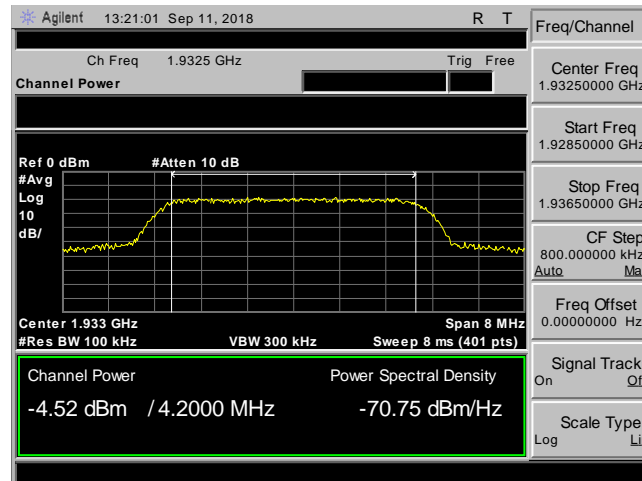 Agilent 13:21:01 Sep 11, 2018 R T
Ch Freq 1.9325 GHz Trig Free
Channel Power
Ref 0 dBm #Atten 10 dB
#Avg
Log
10
dB/
Center 1.933 GHz Span 8 MHz
#Res BW 100 kHz VBW 300 kHz Sweep 8 ms (401 pts)
Channel Power Power Spectral Density
-4.52 dBm / 4.2000 MHz -70.75 dBm/Hz
Freq/Channel
Center Freq
1.93250000 GHz
Start Freq
1.92850000 GHz
Stop Freq
1.93650000 GHz
CF Step
800.000000 kHz
Auto Ma
Freq Offset
0.00000000 Hz
Signal Track
On Of
Scale Type
Log Li